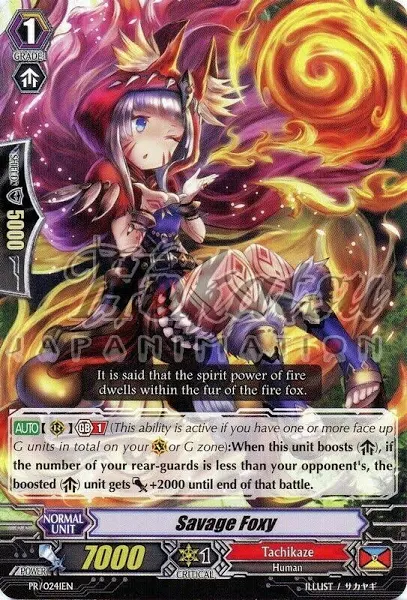 1
GRADE
SHIELD
5000
Hokatsu
JAPANIMATION
It is said that the spirit power of fire
dwells within the fur of the fire fox.
AUTO [ ] GB 1 (This ability is active if you have one or more face up
G units in total on your or G zone):When this unit boosts , if
the number of your rear-guards is less than your opponent's, the
boosted unit gets +2000 until end of that battle.
NORMAL
UNIT
Savage Foxy
POWER
7000
1
CRITICAL
Tachikaze
Human
PR/0241EN
ILLUST / サカヤギ